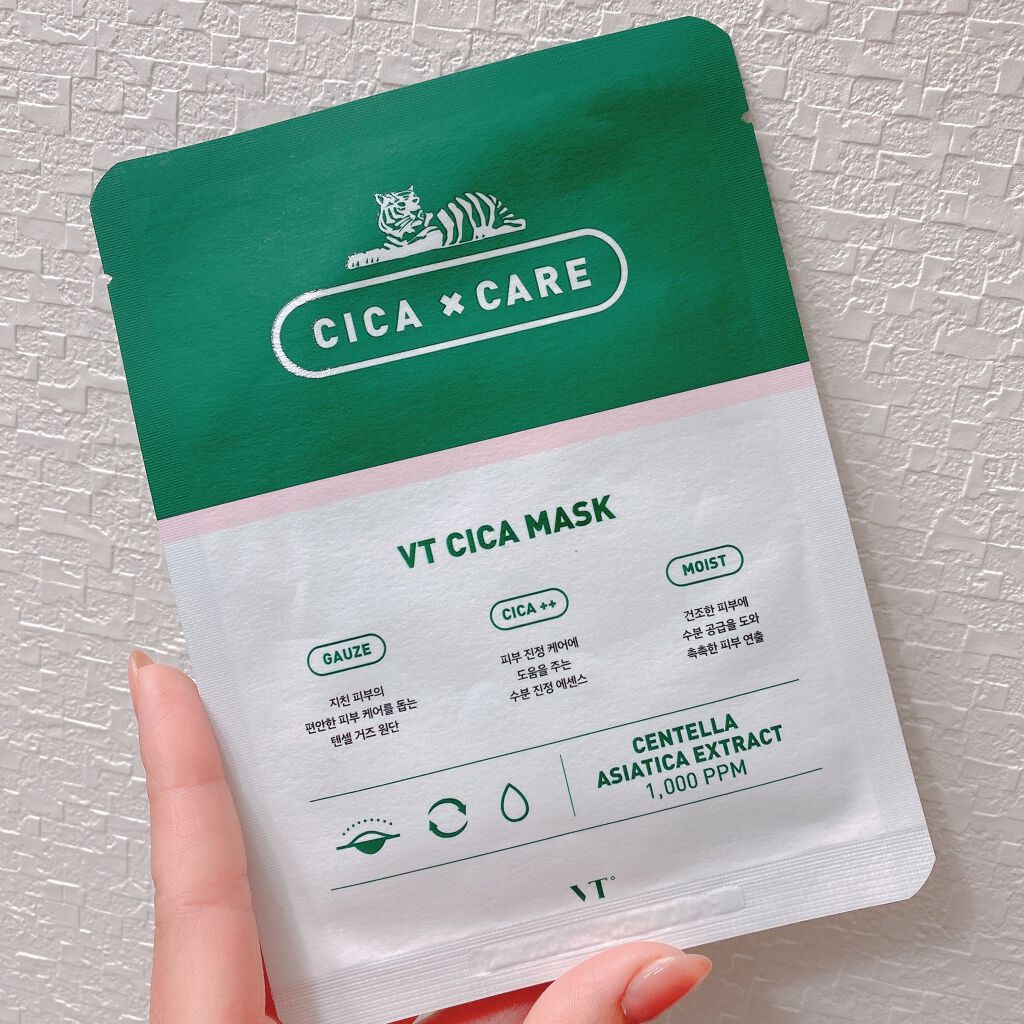 CICA × CARE
VT CICA MASK
GAUZE
지친 피부의
편안한 피부 케어를 돕는
텐셀 거즈 원단
CICA ++
피부 진정 케어에
도움을 주는
수분 진정 에센스
MOIST
건조한 피부에
수분 공급을 도와
촉촉한 피부 연출
CENTELLA
ASIATICA EXTRACT
1,000 PPM
VT°